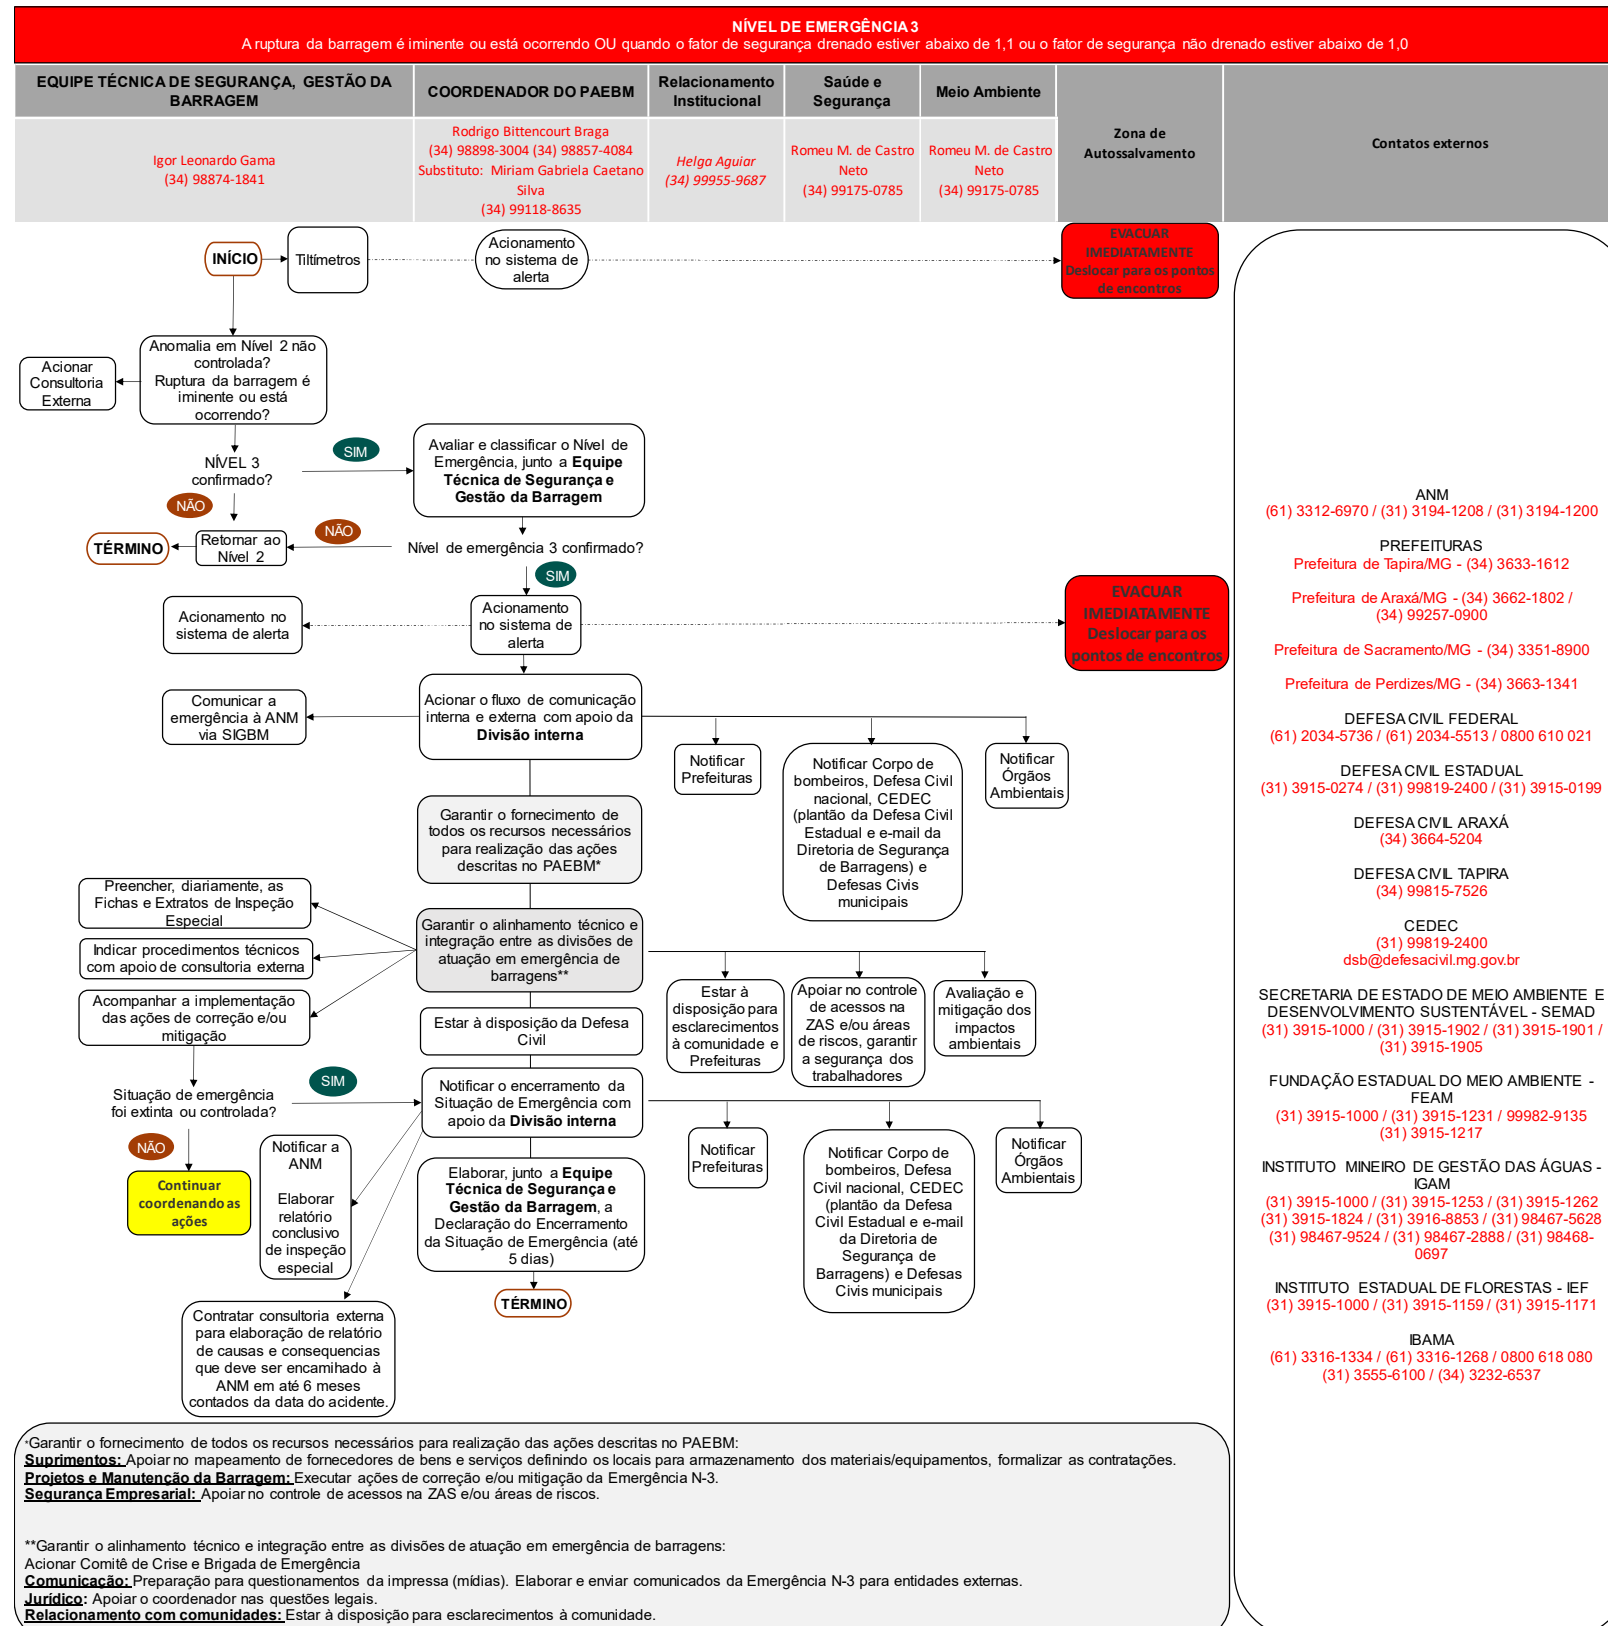 NÍVEL DE EMERGÊNCIA 3
A ruptura da barragem é iminente ou está ocorrendo OU quando o fator de segurança drenado estiver abaixo de 1,1 ou o fator de segurança não drenado estiver abaixo de 1,0
EQUIPE TÉCNICA DE SEGURANÇA, GESTÃO DA
BARRAGEM
COORDENADOR DO PAEBM
Relacionamento
Institucional
Saúde e
Segurança
Meio Ambiente
Zona de
Autossalvamento
Contatos externos
Igor Leonardo Gama
(34) 98874-1841
Rodrigo Bittencourt Braga
(34) 98898-3004 (34) 98857-4084
Substituto: Miriam Gabriela Caetano
Silva
(34) 99118-8635
Helga Aguiar
(34) 99955-9687
Romeu M. de Castro
Neto
(34) 99175-0785
Romeu M. de Castro
Neto
(34) 99175-0785
INÍCIO
Tiltímetros
Acionamento
no sistema de
alerta
EVACUAR
IMEDIATAMENTE
Deslocar para os pontos
de encontros
Anomalia em Nível 2 não
controlada?
Ruptura da barragem é
iminente ou está
ocorrendo?
Acionar
Consultoria
Externa
NÍVEL 3
confirmado?
SIM
Avaliar e classificar o Nível de
Emergência, junto a Equipe
Técnica de Segurança e
Gestão da Barragem
NÃO
TÉRMINO
Retornar ao
Nível 2
NÃO
Nível de emergência 3 confirmado?
SIM
Acionamento no
sistema de alerta
Acionamento
no sistema de
alerta
EVACUAR
IMEDIATAMENTE
Deslocar para os
pontos de encontros
Comunicar a
emergência à ANM
via SIGBM
Acionar o fluxo de comunicação
interna e externa com apoio da
Divisão interna
Notificar
Prefeituras
Notificar Corpo de
bombeiros, Defesa Civil
nacional, CEDEC
(plantão da Defesa Civil
Estadual e e-mail da
Diretoria de Segurança
de Barragens) e
Defesas Civis
municipais
Notificar
Órgãos
Ambientais
Garantir o fornecimento de
todos os recursos necessários
para realização das ações
descritas no PAEBM*
Preencher, diariamente, as
Fichas e Extratos de Inspeção
Especial
Indicar procedimentos técnicos
com apoio de consultoria externa
Acompanhar a implementação
das ações de correção e/ou
mitigação
Garantir o alinhamento técnico e
integração entre as divisões de
atuação em emergência de
barragens**
Estar à
disposição para
esclarecimentos
à comunidade e
Prefeituras
Apoiar no controle
de acessos na
ZAS e/ou áreas
de riscos, garantir
a segurança dos
trabalhadores
Avaliação e
mitigação dos
impactos
ambientais
Estar à disposição da Defesa
Civil
Situação de emergência
foi extinta ou controlada?
SIM
Notificar o encerramento da
Situação de Emergência com
apoio da Divisão interna
NÃO
Continuar
coordenando as
ações
Notificar a
ANM
Elaborar
relatório
conclusivo
de inspeção
especial
Elaborar, junto a Equipe
Técnica de Segurança e
Gestão da Barragem, a
Declaração do Encerramento
da Situação de Emergência (até
5 dias)
Notificar
Prefeituras
Notificar Corpo de
bombeiros, Defesa
Civil nacional, CEDEC
(plantão da Defesa
Civil Estadual e e-mail
da Diretoria de
Segurança de
Barragens) e Defesas
Civis municipais
Notificar
Órgãos
Ambientais
TÉRMINO
Contratar consultoria externa
para elaboração de relatório
de causas e consequencias
que deve ser encamihado à
ANM em até 6 meses
contados da data do acidente.
ANM
(61) 3312-6970 / (31) 3194-1208 / (31) 3194-1200
PREFEITURAS
Prefeitura de Tapira/MG - (34) 3633-1612
Prefeitura de Araxá/MG - (34) 3662-1802 /
(34) 99257-0900
Prefeitura de Sacramento/MG - (34) 3351-8900
Prefeitura de Perdizes/MG - (34) 3663-1341
DEFESA CIVIL FEDERAL
(61) 2034-5736 / (61) 2034-5513 / 0800 610 021
DEFESA CIVIL ESTADUAL
(31) 3915-0274 / (31) 99819-2400 / (31) 3915-0199
DEFESA CIVIL ARAXÁ
(34) 3664-5204
DEFESA CIVIL TAPIRA
(34) 99815-7526
CEDEC
(31) 99819-2400
dsb@defesacivil.mg.gov.br
SECRETARIA DE ESTADO DE MEIO AMBIENTE E
DESENVOLVIMENTO SUSTENTÁVEL - SEMAD
(31) 3915-1000 / (31) 3915-1902 / (31) 3915-1901 /
(31) 3915-1905
FUNDAÇÃO ESTADUAL DO MEIO AMBIENTE -
FEAM
(31) 3915-1000 / (31) 3915-1231 / 99982-9135
(31) 3915-1217
INSTITUTO MINEIRO DE GESTÃO DAS ÁGUAS -
IGAM
(31) 3915-1000 / (31) 3915-1253 / (31) 3915-1262
(31) 3915-1824 / (31) 3916-8853 / (31) 98467-5628
(31) 98467-9524 / (31) 98467-2888 / (31) 98468-
0697
INSTITUTO ESTADUAL DE FLORESTAS - IEF
(31) 3915-1000 / (31) 3915-1159 / (31) 3915-1171
IBAMA
(61) 3316-1334 / (61) 3316-1268 / 0800 618 080
(31) 3555-6100 / (34) 3232-6537
*Garantir o fornecimento de todos os recursos necessários para realização das ações descritas no PAEBM:
Suprimentos: Apoiar no mapeamento de fornecedores de bens e serviços definindo os locais para armazenamento dos materiais/equipamentos, formalizar as contratações.
Projetos e Manutenção da Barragem: Executar ações de correção e/ou mitigação da Emergência N-3.
Segurança Empresarial: Apoiar no controle de acessos na ZAS e/ou áreas de riscos.
**Garantir o alinhamento técnico e integração entre as divisões de atuação em emergência de barragens:
Acionar Comitê de Crise e Brigada de Emergência
Comunicação: Preparação para questionamentos da impressa (mídias). Elaborar e enviar comunicados da Emergência N-3 para entidades externas.
Jurídico: Apoiar o coordenador nas questões legais.
Relacionamento com comunidades: Estar à disposição para esclarecimentos à comunidade.